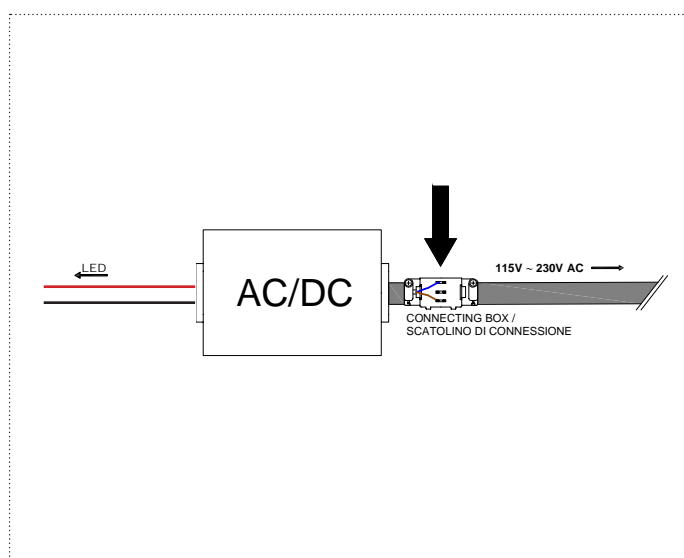 LED
AC/DC
115V ~ 230V AC
CONNECTING BOX /
SCATOLINO DI CONNESSIONE